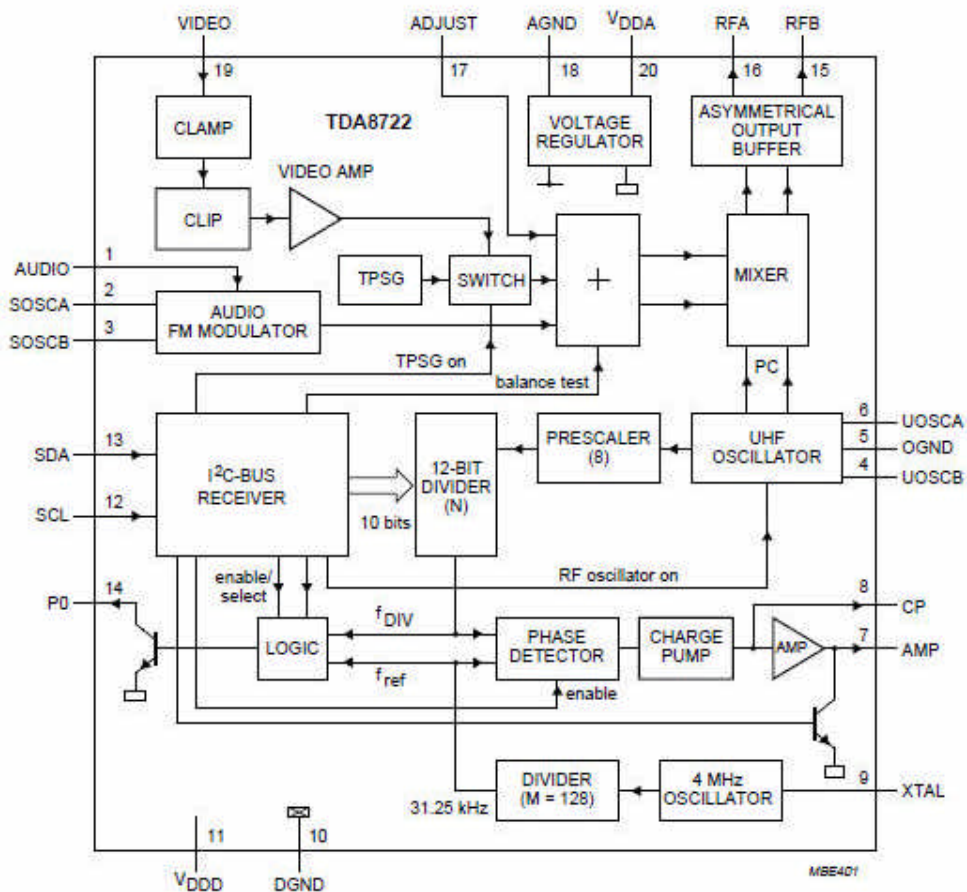 VIDEO
ADJUST
AGND
VDDA
RFA
RFB
19
17
18
20
16
15
CLAMP
TDA8722
VOLTAGE
REGULATOR
ASYMMETRICAL
OUTPUT
BUFFER
VIDEO AMP
CLIP
1
AUDIO
TPSG
SWITCH
+
MIXER
2
SOSCA
AUDIO
FM MODULATOR
3
SOSCB
TPSG on
balance test
PC
6
UOSCA
5
OGND
4
UOSCB
13
SDA
I²C-BUS
RECEIVER
12-BIT
DIVIDER
(N)
PRESCALER
(8)
UHF
OSCILLATOR
12
SCL
10 bits
enable/
select
RF oscillator on
14
P0
8
CP
fDIV
LOGIC
PHASE
DETECTOR
CHARGE
PUMP
AMP
7
AMP
fref
enable
31.25 kHz
DIVIDER
(M = 128)
4 MHz
OSCILLATOR
9
XTAL
11
10
VDDD
DGND
MBE401